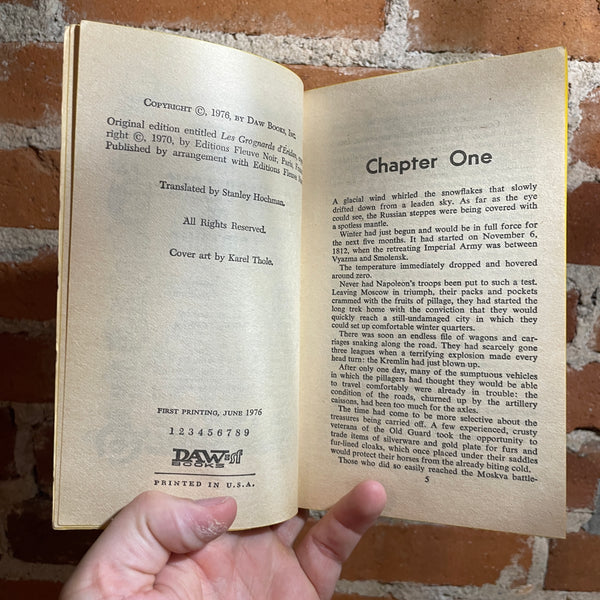 COPYRIGHT ©, 1976, BY DAW BOOKS, INC.
Original edition entitled Les Grognards d'Éridan,
right ©, 1970, by Editions Fleuve Noir, Paris,
Published by arrangement with Editions Fleuve
Translated by Stanley Hochman.
All Rights Reserved.
Cover art by Karel Thole.
FIRST PRINTING, JUNE 1976
1 2 3 4 5 6 7 8 9
DAW sf
BOOKS
PRINTED IN U.S.A.
Chapter One
A glacial wind whirled the snowflakes that slowly
drifted down from a leaden sky. As far as the eye
could see, the Russian steppes were being covered with
a spotless mantle.
Winter had just begun and would be in full force for
the next five months. It had started on November 6,
1812, when the retreating Imperial Army was between
Vyazma and Smolensk.
The temperature immediately dropped and hovered
around zero.
Never had Napoleon's troops been put to such a test.
Leaving Moscow in triumph, their packs and pockets
crammed with the fruits of pillage, they had started the
long trek home with the conviction that they would
quickly reach a still-undamaged city in which they
could set up comfortable winter quarters.
There was soon an endless file of wagons and car-
riages snaking along the road. They had scarcely gone
three leagues when a terrifying explosion made every
head turn: the Kremlin had just blown up.
After only one day, many of the sumptuous vehicles
in which the pillagers had thought they would be able
to travel comfortably were already in trouble: the
condition of the roads, churned up by the artillery
caissons, had been too much for the axles.
The time had come to be more selective about the
treasures being carried off. A few experienced, crusty
veterans of the Old Guard took the opportunity to
trade items of silverware and gold plate for furs and
fur-lined cloaks, which once placed under their saddles
would protect their horses from the already biting cold.
Those who did so easily reached the Moskva battle-
5